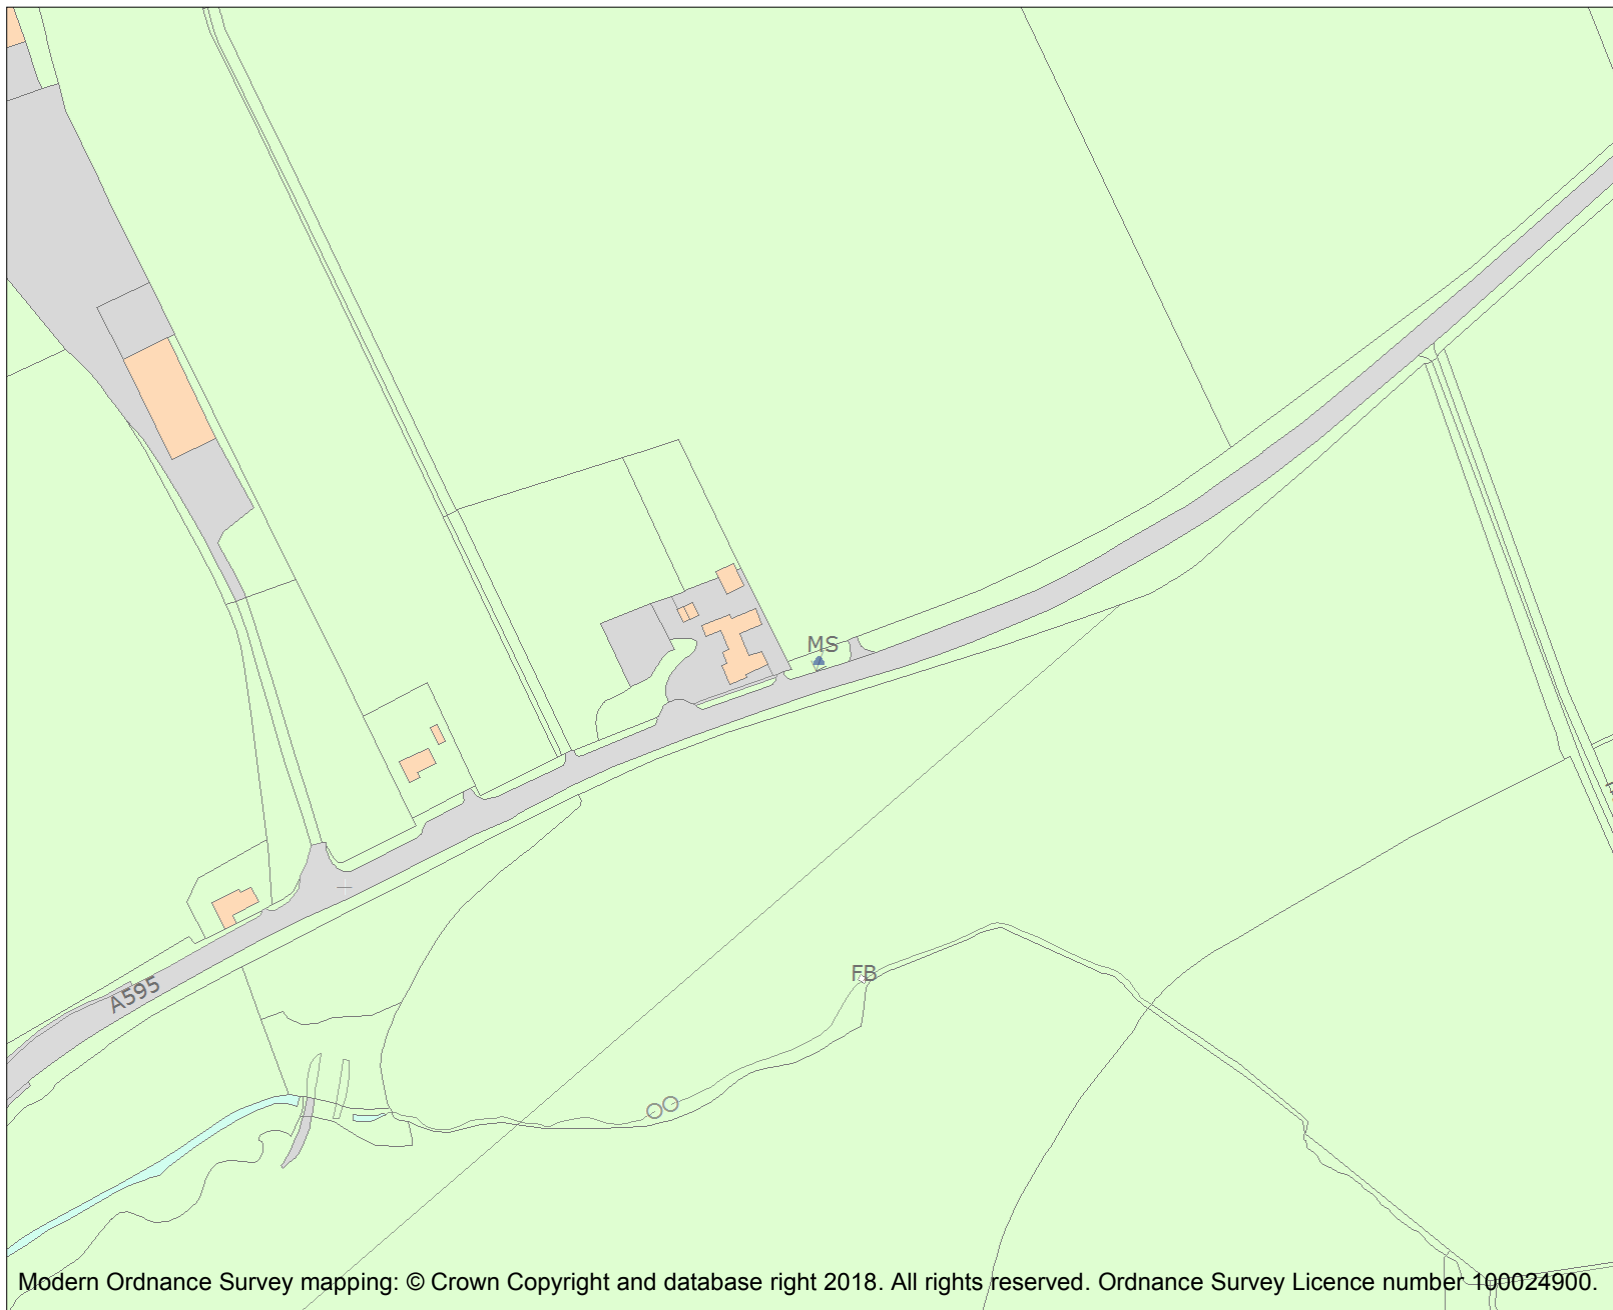 MS
FB
A595
Modern Ordnance Survey mapping: © Crown Copyright and database right 2018. All rights reserved. Ordnance Survey Licence number 100024900.